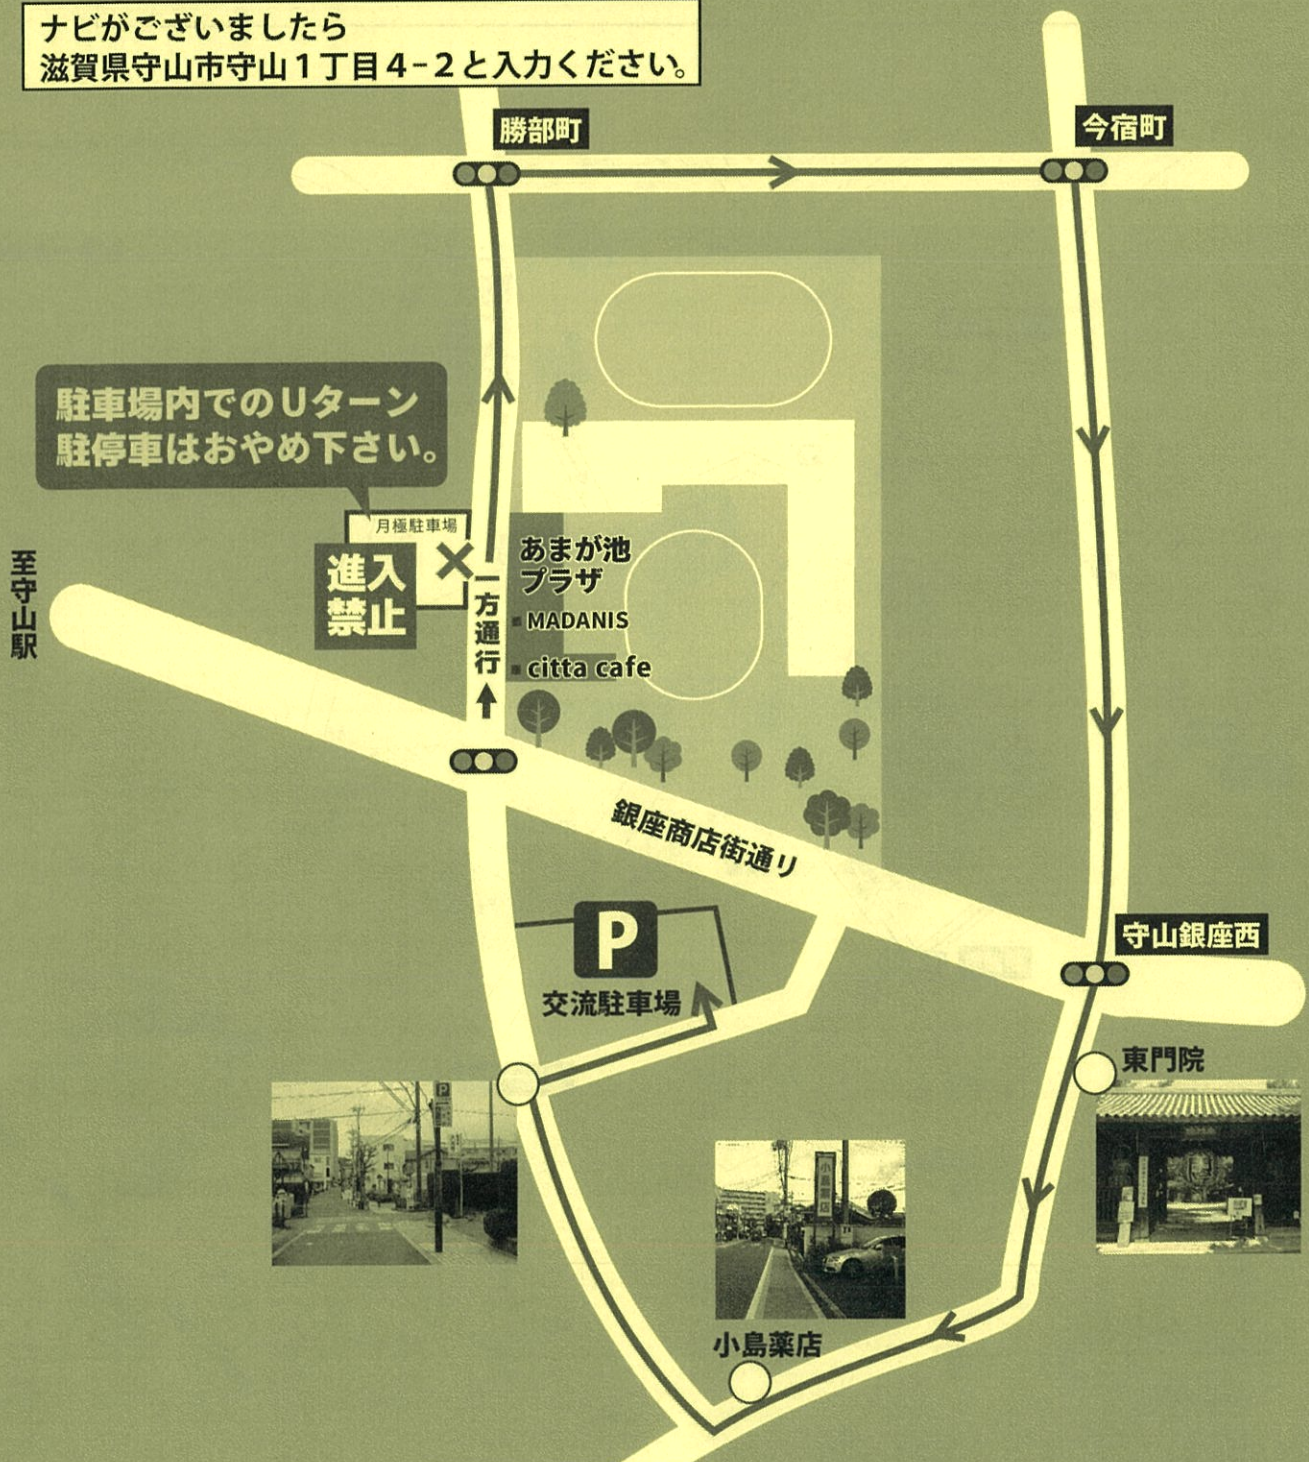 ナビがございましたら
滋賀県守山市守山1丁目4-2と入力ください。
勝部町
今宿町
駐車場内でのUターン
駐停車はおやめ下さい。
月極駐車場
進入
禁止
至守山駅
一方通行
あまが池
プラザ
MADANIS
citta cafe
銀座商店街通り
守山銀座西
P
交流駐車場
東門院
P
小島薬店
小島薬店